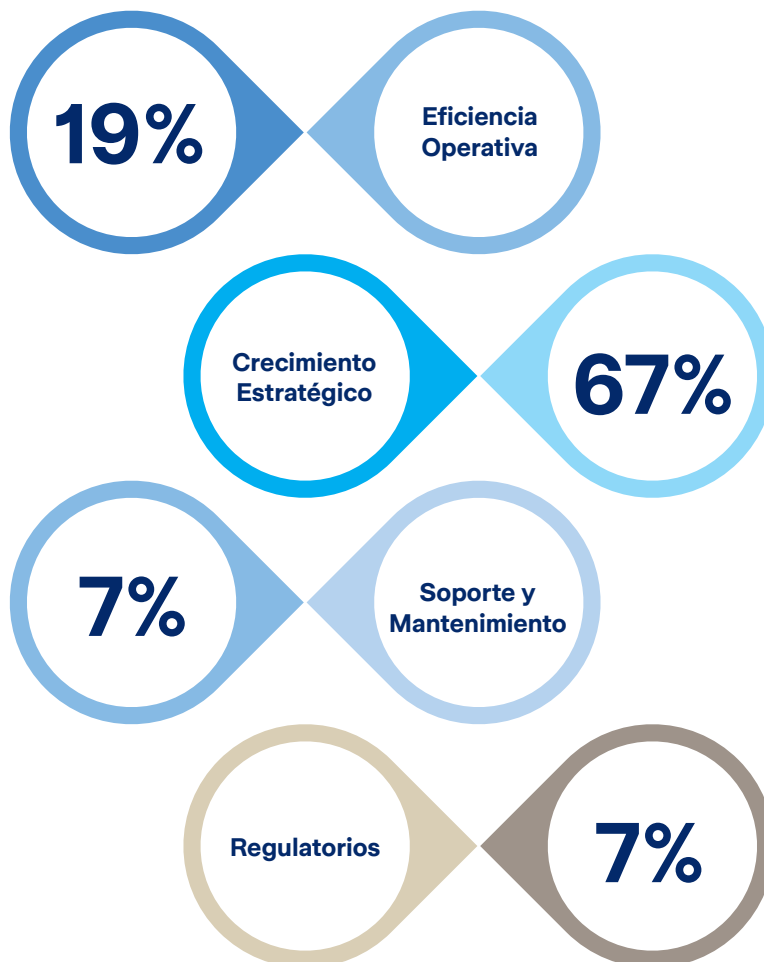 19%
Eficiencia
Operativa
Crecimiento
Estratégico
67%
7%
Soporte y
Mantenimiento
Regulatorios
7%